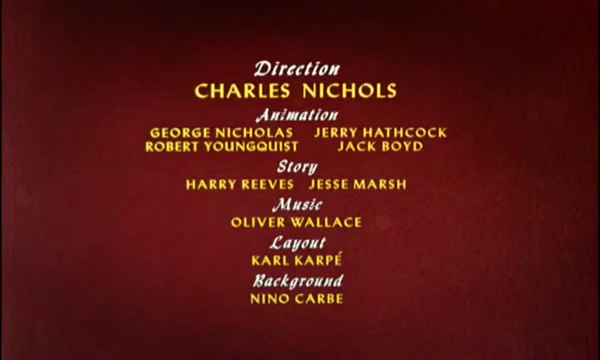 Direction
CHARLES NICHOLS
Animation
GEORGE NICHOLAS JERRY HATHCOCK
ROBERT YOUNGQUIST JACK BOYD
Story
HARRY REEVES JESSE MARSH
Music
OLIVER WALLACE
Layout
KARL KARPÉ
Background
NINO CARBE